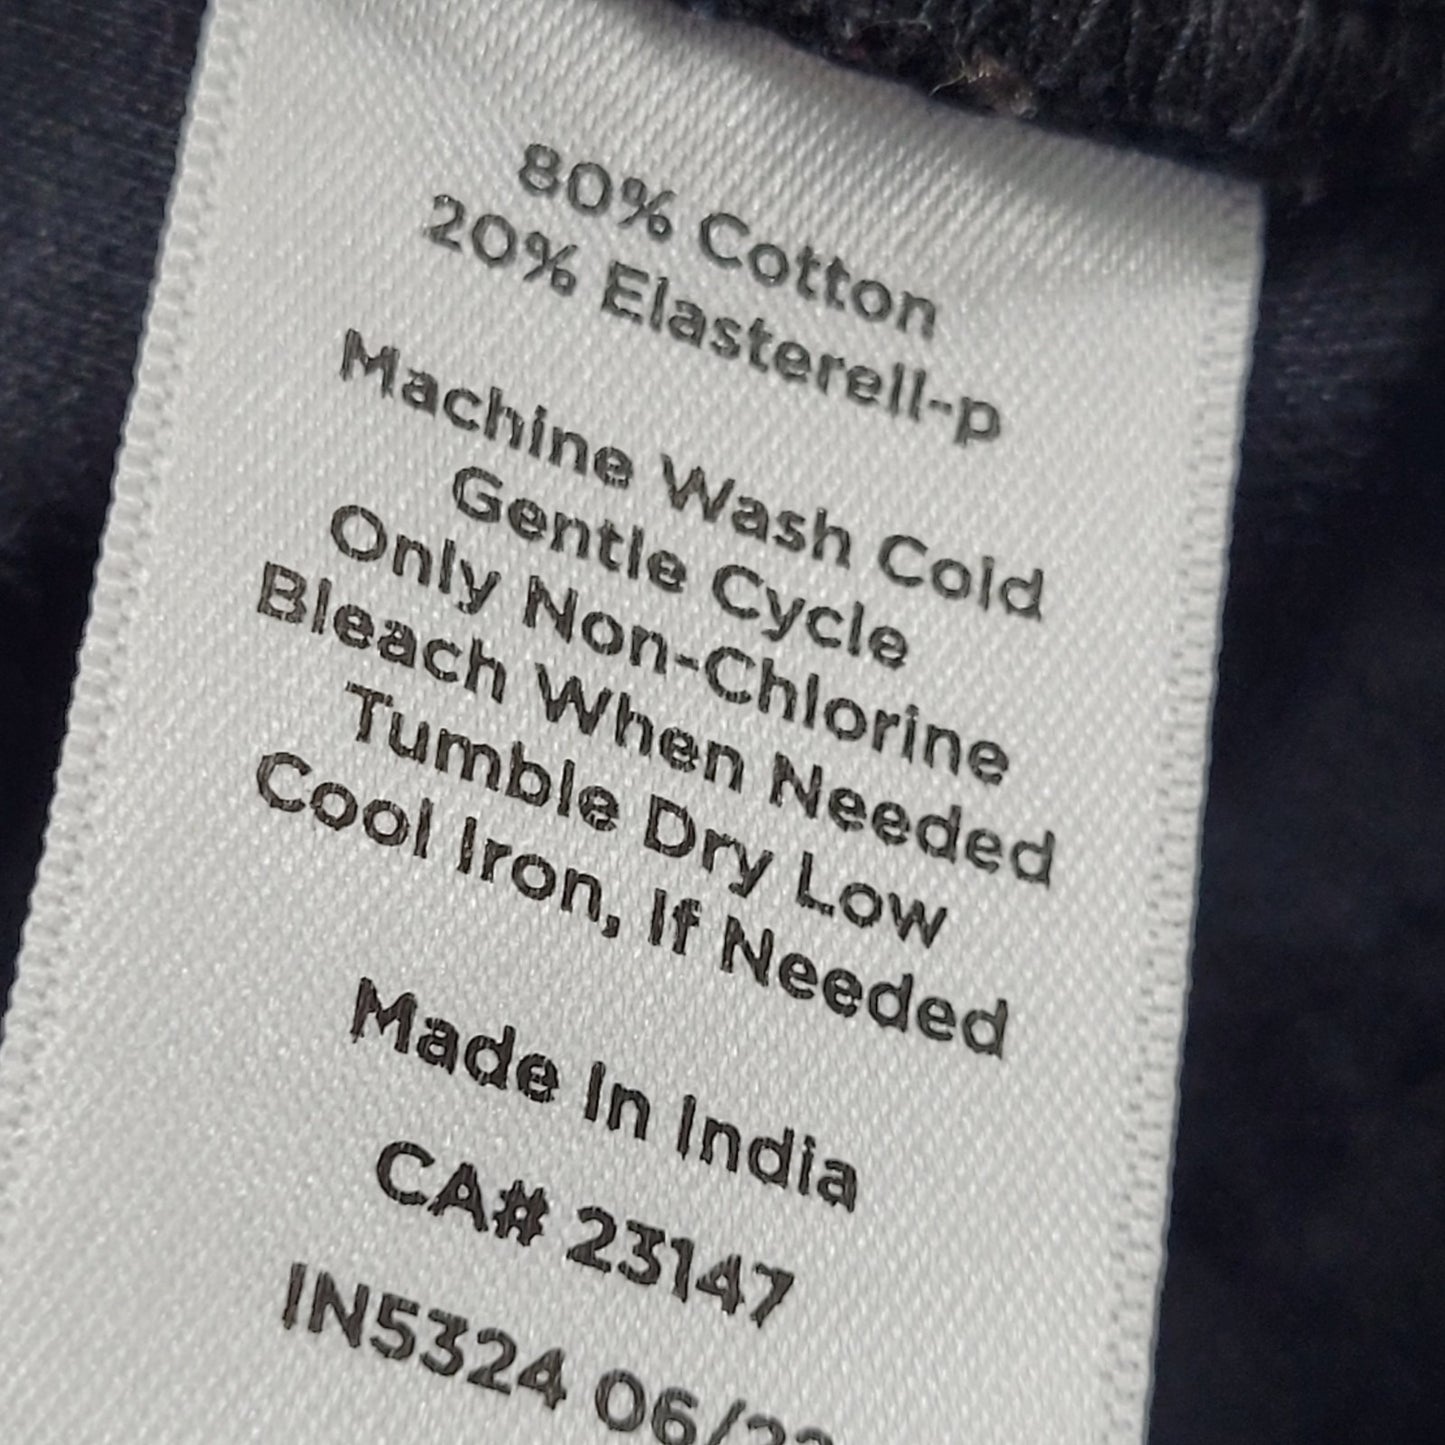 80% Cotton
20% Elasterell-p
Machine Wash Cold
Gentle Cycle
Only Non-Chlorine
Bleach When Needed
Tumble Dry Low
Cool Iron, If Needed
Made In India
CA# 23147
IN5324